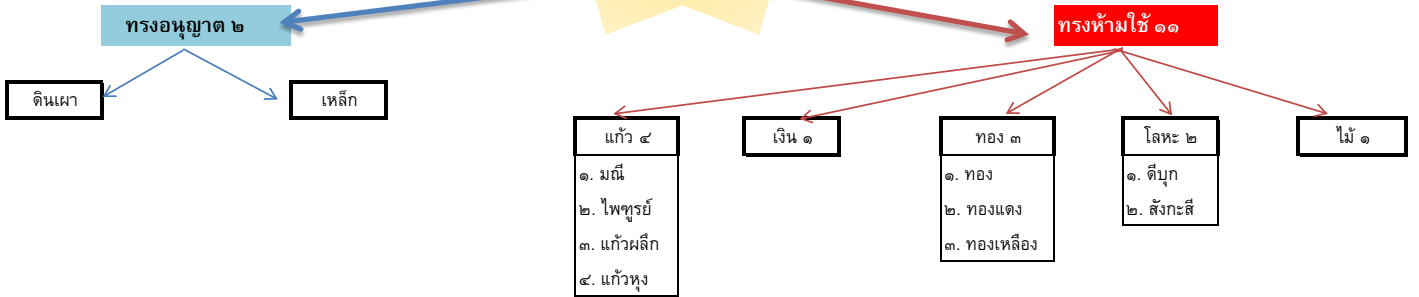 ทรงอนุญาต ๒
ทรงห้ามใช้ ๑๑
ดินเผา
เหล็ก
แก้ว ๔
๑. มณี
๒. ไพฑูรย์
๓. แก้วผลึก
๔. แก้วหุง
เงิน ๑
ทอง ๓
๑. ทอง
๒. ทองแดง
๓. ทองเหลือง
โลหะ ๒
๑. ดีบุก
๒. สังกะสี
ไม้ ๑